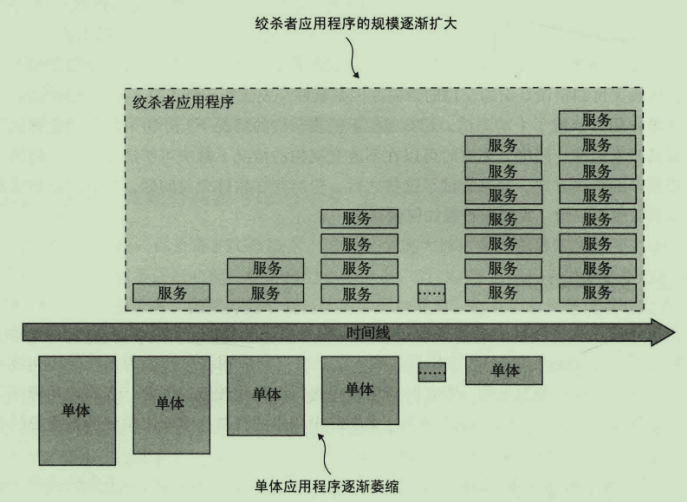 绞杀者应用程序的规模逐渐扩大
绞杀者应用程序
服务
服务 服务
服务 服务
服务 服务
服务 服务 服务
服务 服务 服务
服务 服务 服务 服务
服务 服务 服务 …… 服务 服务
时间线
单体 单体 单体 单体 …… 单体
单体应用程序逐渐萎缩